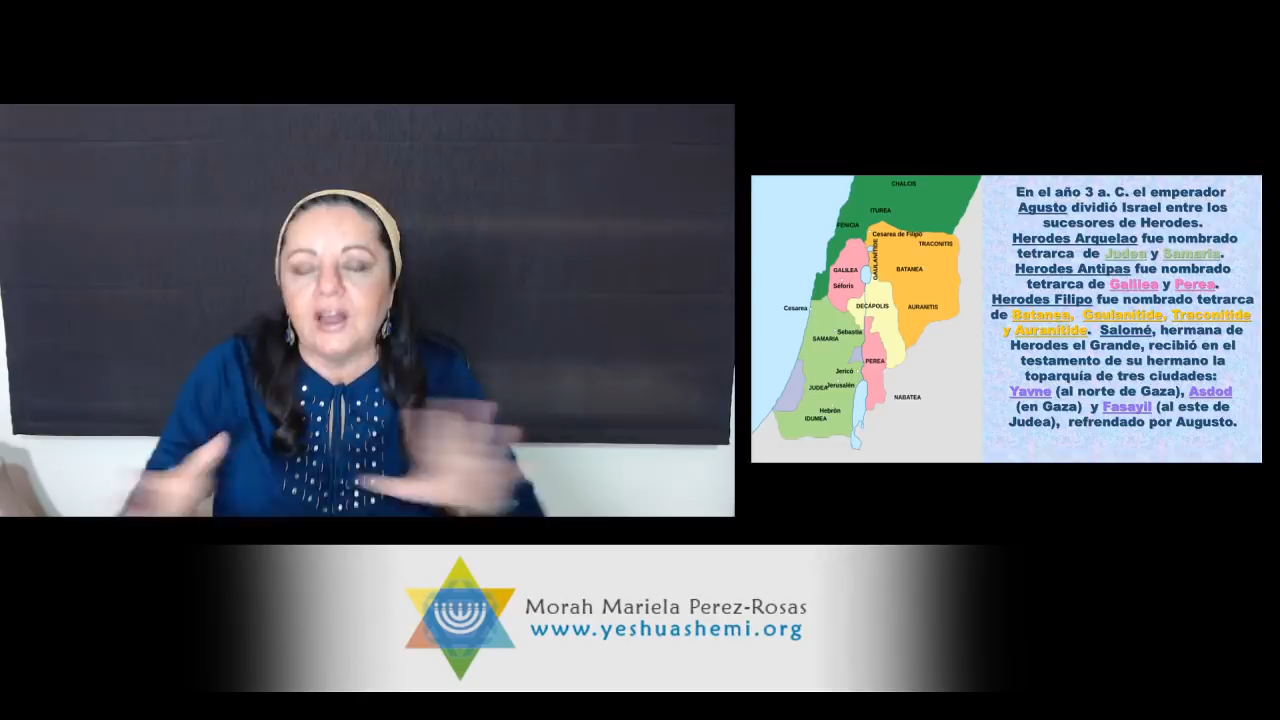 CHALCIS
ITUREA
FENICIA
Cesarea de Filipo
TRACONITIS
GAULANÍTIDE
GALILEA
BATANEA
Séforis
Cesarea
DECÁPOLIS
AURANITIS
Sebastia
SAMARIA
PEREA
Jericó
JUDEA
Jerusalén
NABATEA
Hebrón
IDUMEA
En el año 3 a. C. el emperador
Agusto dividió Israel entre los
sucesores de Herodes.
Herodes Arquelao fue nombrado
tetrarca de Judea y Samaria.
Herodes Antipas fue nombrado
tetrarca de Galilea y Perea.
Herodes Filipo fue nombrado tetrarca
de Batanea, Gaulanítide, Traconítide
y Auranítide. Salomé, hermana de
Herodes el Grande, recibió en el
testamento de su hermano la
toparquía de tres ciudades:
Yavne (al norte de Gaza), Asdod
(en Gaza) y Fasayil (al este de
Judea), refrendado por Augusto.
Morah Mariela Perez-Rosas
www.yeshuashemi.org